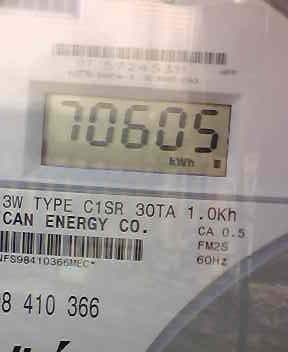 70605
kWh
3W TYPE C1SR 30TA 1.0Kh
CAN ENERGY CO.
CA 0.5
FM2S
60Hz
NFS98410366MEC*
8 410 366